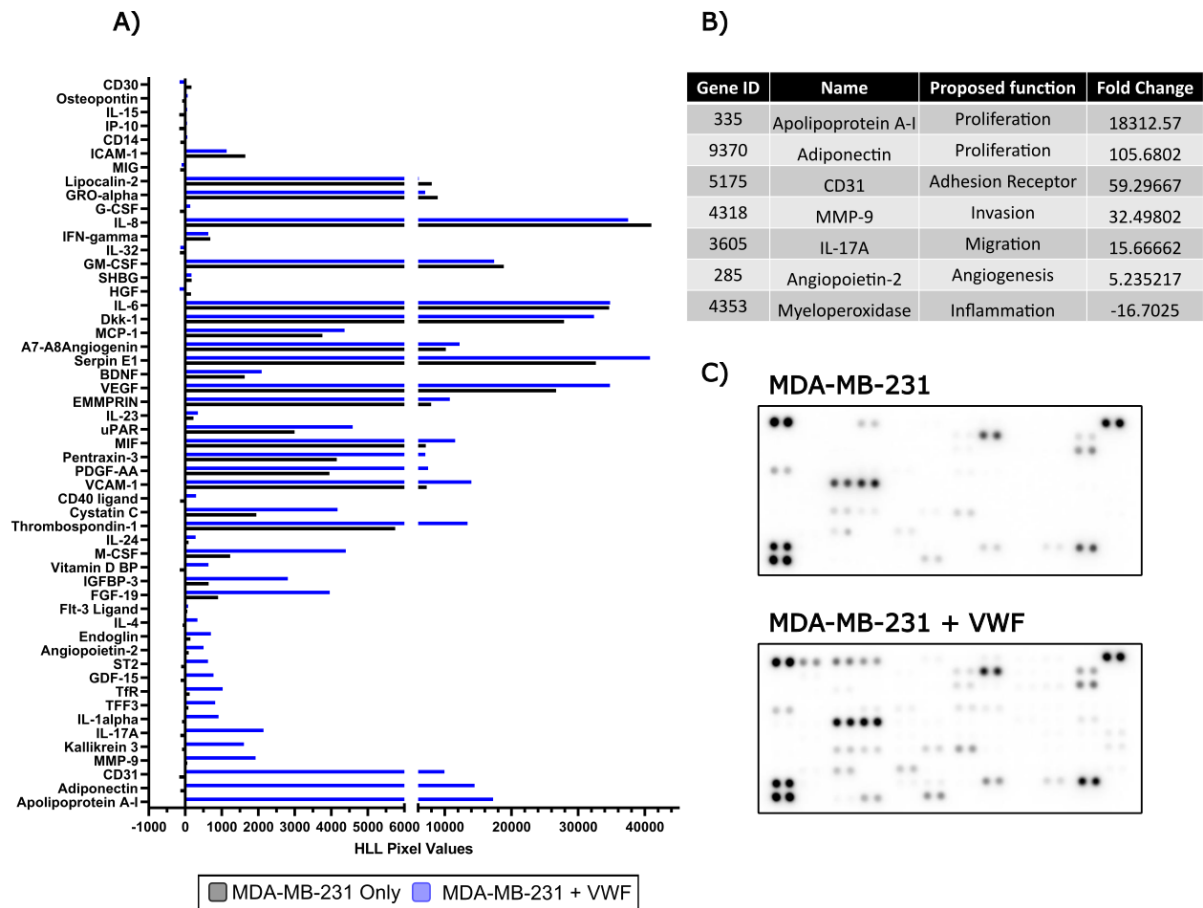 A)
CD30
Osteopontin
IL-15
IP-10
CD14
ICAM-1
MIG
Lipocalin-2
GRO-alpha
G-CSF
IL-8
IFN-gamma
IL-32
GM-CSF
SHBG
HGF
IL-6
Dkk-1
MCP-1
A7-A8Angiogenin
Serpin E1
BDNF
VEGF
EMMPRIN
IL-23
uPAR
MIF
Pentraxin-3
PDGF-AA
VCAM-1
CD40 ligand
Cystatin C
Thrombospondin-1
IL-24
M-CSF
Vitamin D BP
IGFBP-3
FGF-19
Flt-3 Ligand
IL-4
Endoglin
Angiopoietin-2
ST2
GDF-15
TfR
TFF3
IL-1alpha
IL-17A
Kallikrein 3
MMP-9
CD31
Adiponectin
Apolipoprotein A-I
-1000 0 1000 2000 3000 4000 5000 6000 10000 20000 30000 40000
HLL Pixel Values
MDA-MB-231 Only MDA-MB-231 + VWF
B)
Gene ID Name Proposed function Fold Change
335 Apolipoprotein A-I Proliferation 18312.57
9370 Adiponectin Proliferation 105.6802
5175 CD31 Adhesion Receptor 59.29667
4318 MMP-9 Invasion 32.49802
3605 IL-17A Migration 15.66662
285 Angiopoietin-2 Angiogenesis 5.235217
4353 Myeloperoxidase Inflammation -16.7025
C)
MDA-MB-231
MDA-MB-231 + VWF